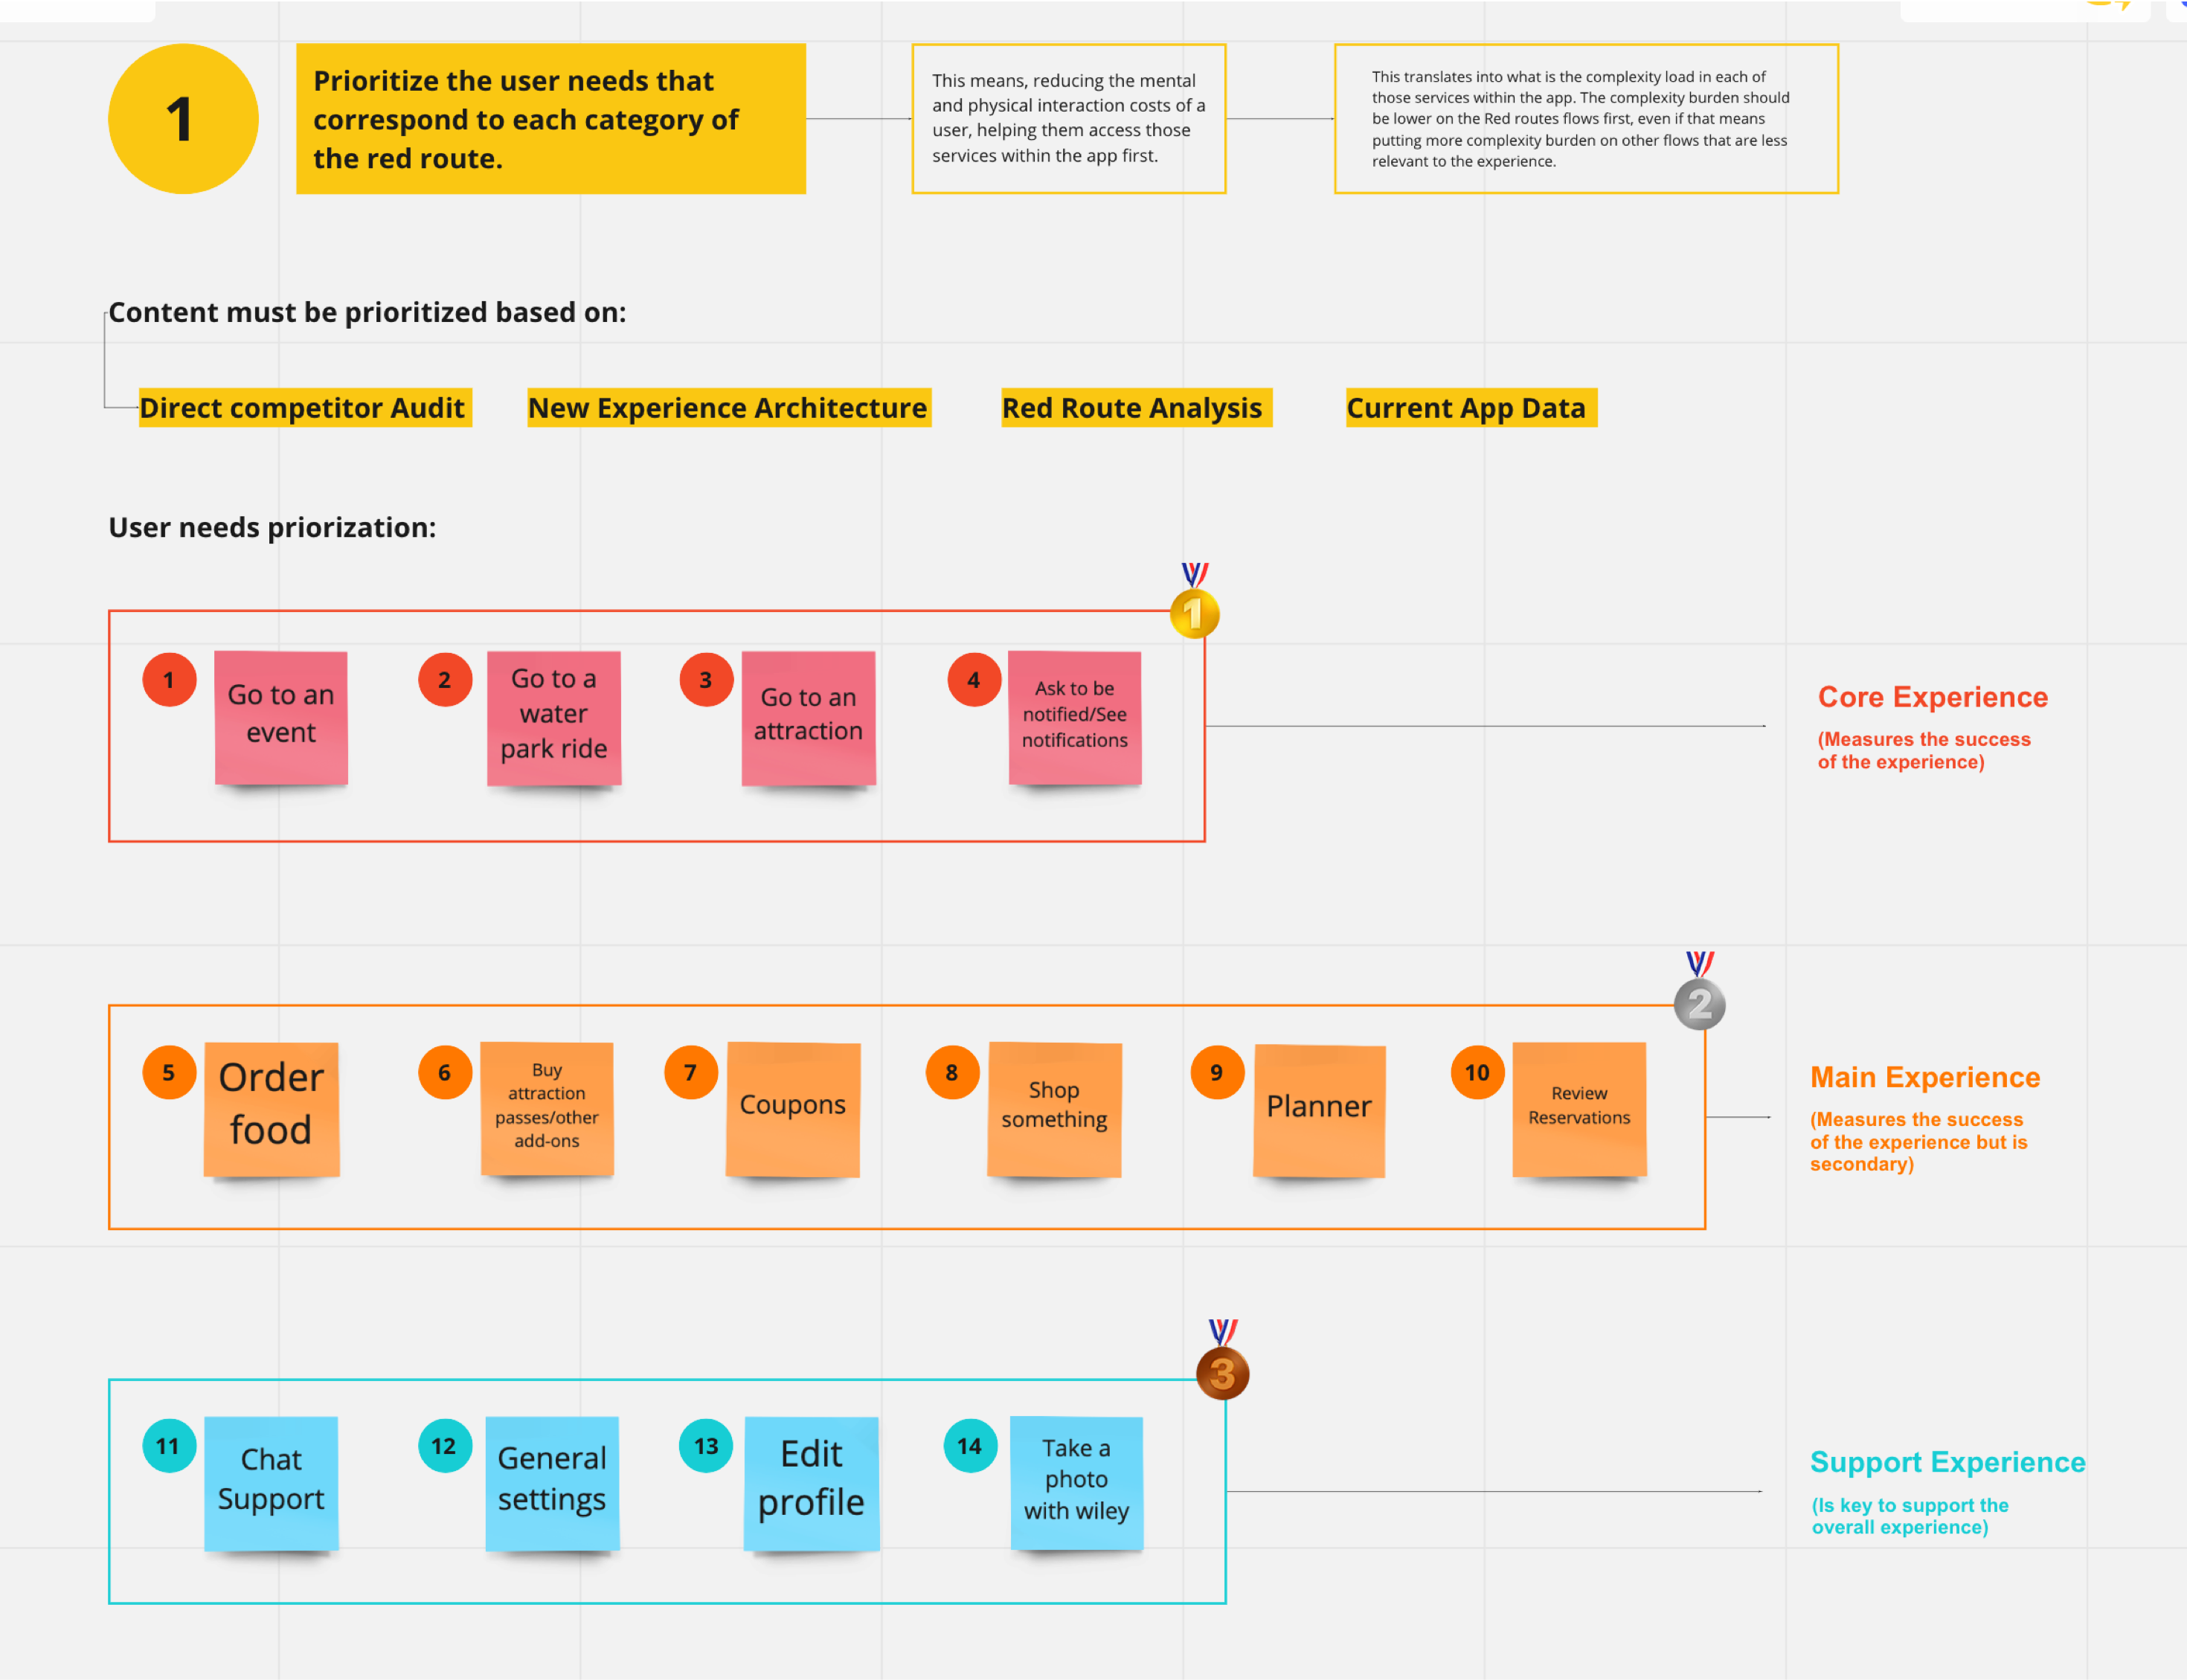 1
Prioritize the user needs that
correspond to each category of
the red route.
This means, reducing the mental
and physical interaction costs of a
user, helping them access those
services within the app first.
This translates into what is the complexity load in each of
those services within the app. The complexity burden should
be lower on the Red routes flows first, even if that means
putting more complexity burden on other flows that are less
relevant to the experience.
Content must be prioritized based on:
Direct competitor Audit
New Experience Architecture
Red Route Analysis
Current App Data
User needs priorization:
1
1
Go to an
event
2
Go to a
water
park ride
3
Go to an
attraction
4
Ask to be
notified/See
notifications
Core Experience
(Measures the success
of the experience)
2
5
Order
food
6
Buy
attraction
passes/other
add-ons
7
Coupons
8
Shop
something
9
Planner
10
Review
Reservations
Main Experience
(Measures the success
of the experience but is
secondary)
3
11
Chat
Support
12
General
settings
13
Edit
profile
14
Take a
photo
with wiley
Support Experience
(Is key to support the
overall experience)